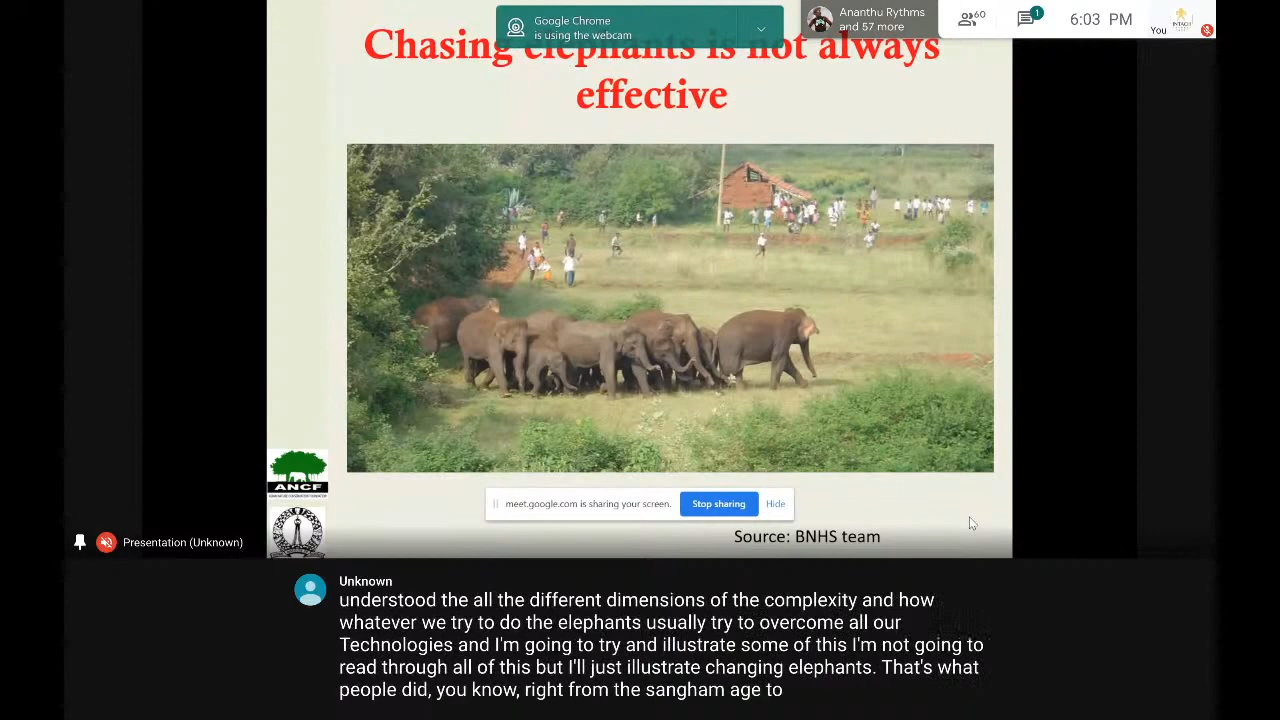 Google Chrome
is using the webcam
Ananthu Rythms
and 57 more
60
1
6:03 PM
You
INTACH
Chasing elephants is not always
effective
ANCF
meet.google.com is sharing your screen.
Stop sharing
Hide
Source: BNHS team
Presentation (Unknown)
Unknown
understood the all the different dimensions of the complexity and how
whatever we try to do the elephants usually try to overcome all our
Technologies and I'm going to try and illustrate some of this I'm not going to
read through all of this but I'll just illustrate changing elephants. That's what
people did, you know, right from the sangham age to